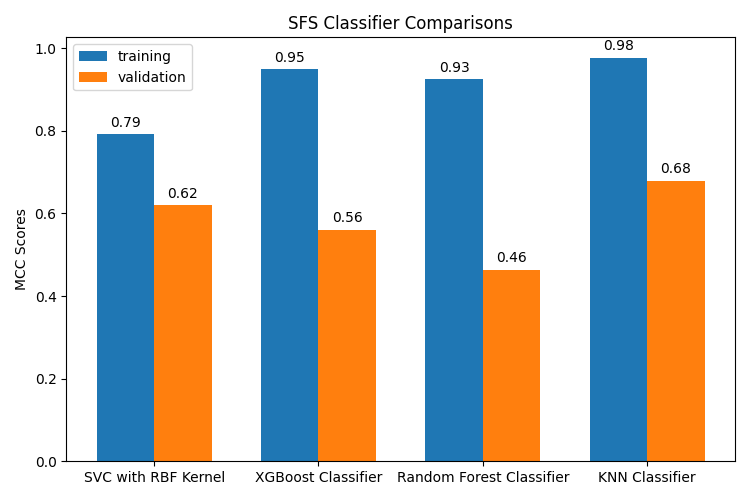 SFS Classifier Comparisons
training
validation
MCC Scores
1.0
0.8
0.6
0.4
0.2
0.0
0.79
0.62
0.95
0.56
0.93
0.46
0.98
0.68
SVC with RBF Kernel
XGBoost Classifier
Random Forest Classifier
KNN Classifier